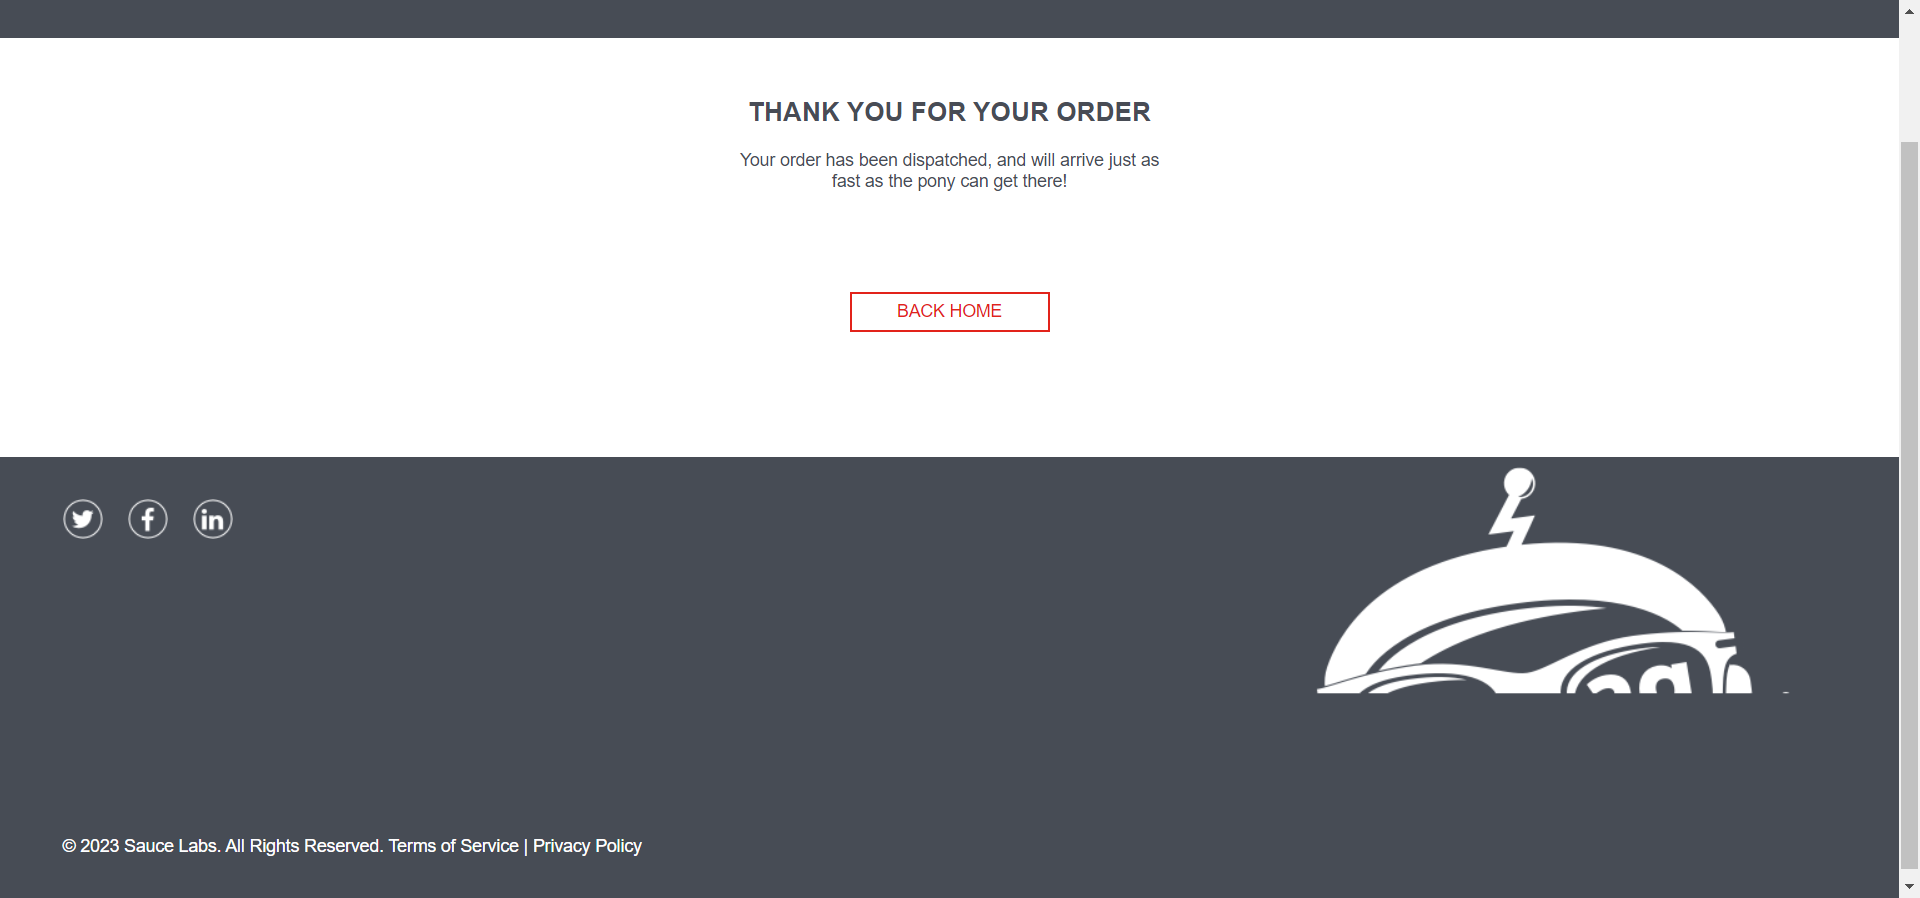 THANK YOU FOR YOUR ORDER
Your order has been dispatched, and will arrive just as
fast as the pony can get there!
BACK HOME
© 2023 Sauce Labs. All Rights Reserved. Terms of Service | Privacy Policy